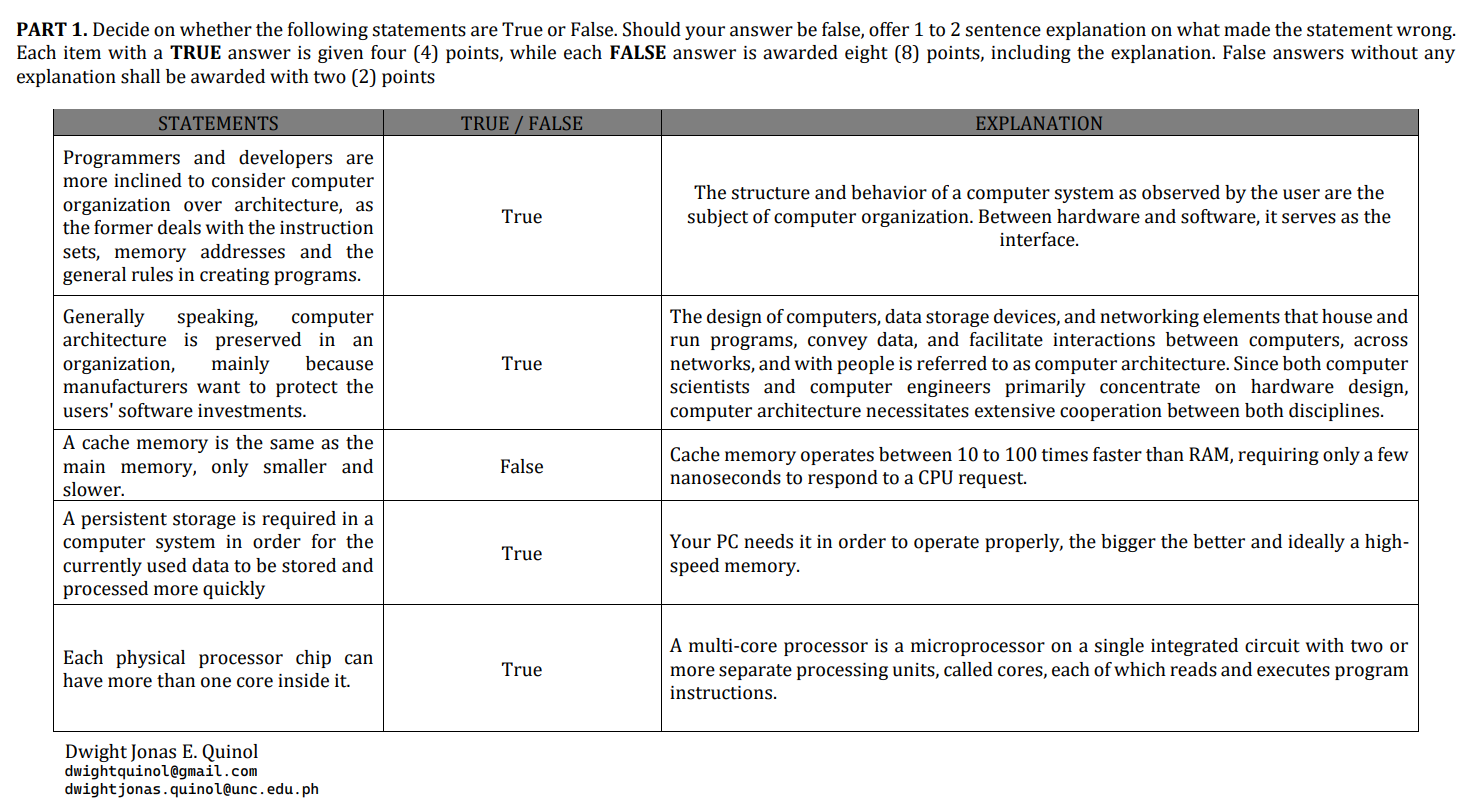 PART 1. Decide on whether the following statements are True or False. Should your answer be false, offer 1 to 2 sentence explanation on what made the statement wrong.
Each item with a TRUE answer is given four (4) points, while each FALSE answer is awarded eight (8) points, including the explanation. False answers without any
explanation shall be awarded with two (2) points
STATEMENTS
TRUE / FALSE
EXPLANATION
Programmers and developers are
more inclined to consider computer
organization over architecture, as
the former deals with the instruction
sets, memory addresses and the
general rules in creating programs.
True
The structure and behavior of a computer system as observed by the user are the
subject of computer organization. Between hardware and software, it serves as the
interface.
Generally speaking, computer
architecture is preserved in an
organization, mainly because
manufacturers want to protect the
users' software investments.
True
The design of computers, data storage devices, and networking elements that house and
run programs, convey data, and facilitate interactions between computers, across
networks, and with people is referred to as computer architecture. Since both computer
scientists and computer engineers primarily concentrate on hardware design,
computer architecture necessitates extensive cooperation between both disciplines.
A cache memory is the same as the
main memory, only smaller and
slower.
False
Cache memory operates between 10 to 100 times faster than RAM, requiring only a few
nanoseconds to respond to a CPU request.
A persistent storage is required in a
computer system in order for the
currently used data to be stored and
processed more quickly
True
Your PC needs it in order to operate properly, the bigger the better and ideally a high-
speed memory.
Each physical processor chip can
have more than one core inside it.
True
A multi-core processor is a microprocessor on a single integrated circuit with two or
more separate processing units, called cores, each of which reads and executes program
instructions.
Dwight Jonas E. Quinol
dwightquinol@gmail.com
dwightjonas.quinol@unc.edu.ph